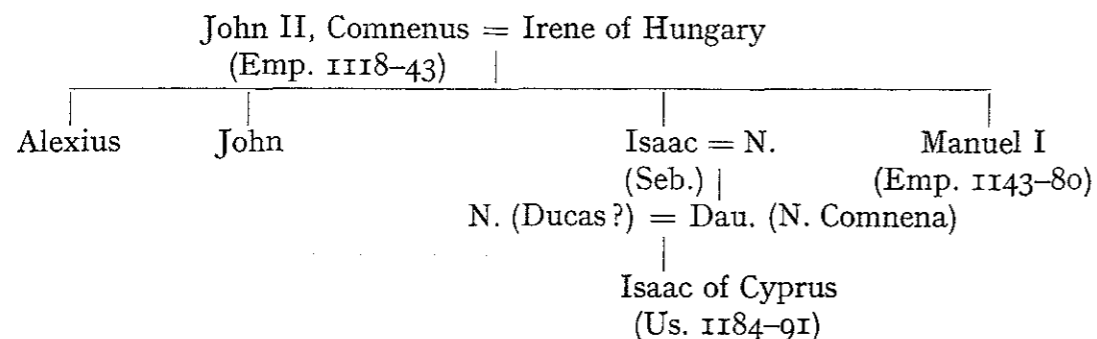 John II, Comnenus = Irene of Hungary
(Emp. 1118–43)
Alexius John Isaac = N. Manuel I
(Seb.) (Emp. 1143–80)
N. (Ducas?) = Dau. (N. Comnena)
Isaac of Cyprus
(Us. 1184–91)